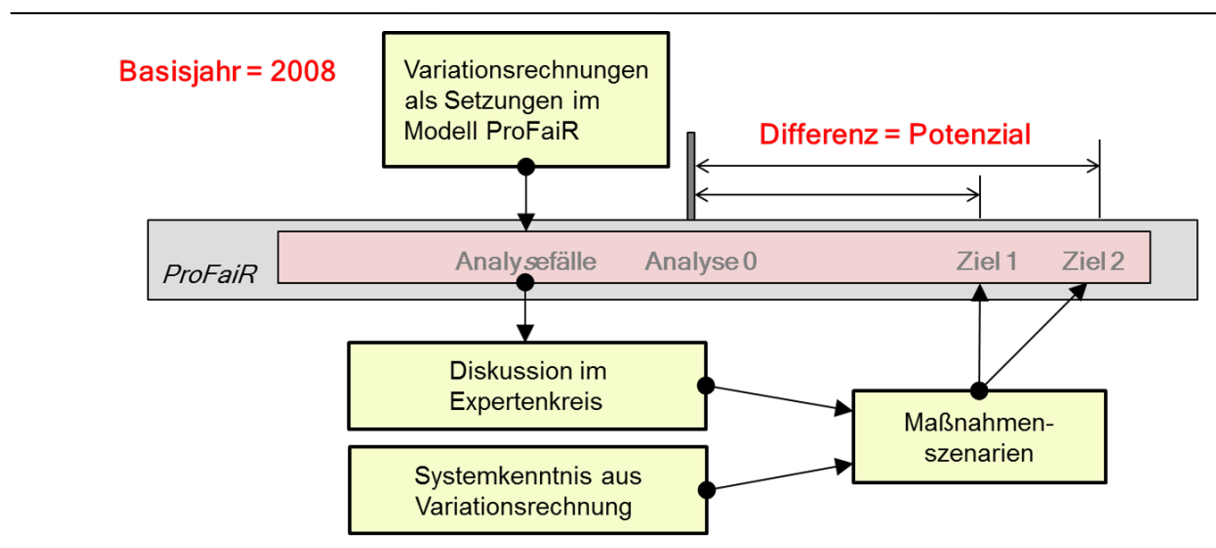 Basisjahr = 2008
Variationsrechnungen
als Setzungen im
Modell ProFaiR
Differenz = Potenzial
ProFaiR
Analysefälle
Analyse 0
Ziel 1
Ziel 2
Diskussion im
Expertenkreis
Systemkenntnis aus
Variationsrechnung
Maßnahmen-
szenarien